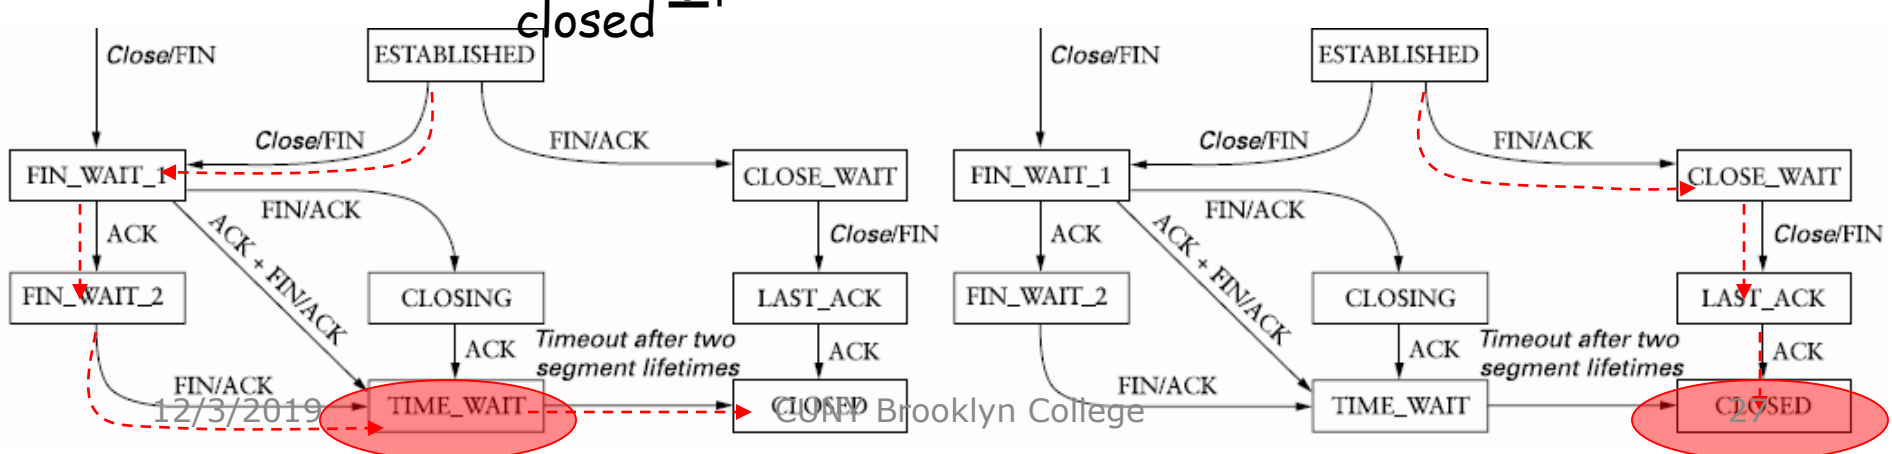 closed
Close/FIN
ESTABLISHED
Close/FIN
FIN/ACK
FIN_WAIT_1
CLOSE_WAIT
FIN/ACK
ACK
ACK + FIN/ACK
Close/FIN
FIN_WAIT_2
CLOSING
LAST_ACK
ACK
Timeout after two
segment lifetimes
ACK
FIN/ACK
TIME_WAIT
CLOSED
Close/FIN
ESTABLISHED
Close/FIN
FIN/ACK
FIN_WAIT_1
CLOSE_WAIT
FIN/ACK
ACK
ACK + FIN/ACK
Close/FIN
FIN_WAIT_2
CLOSING
LAST_ACK
ACK
Timeout after two
segment lifetimes
ACK
FIN/ACK
TIME_WAIT
CLOSED
12/3/2019
CUNY Brooklyn College
27